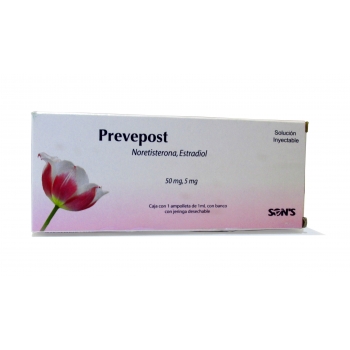 Prevepost
Noretisterona, Estradiol
Solución
Inyectable
50 mg, 5 mg
Caja con 1 ampolleta de 1ml, con banco
con jeringa desechable
SON'S